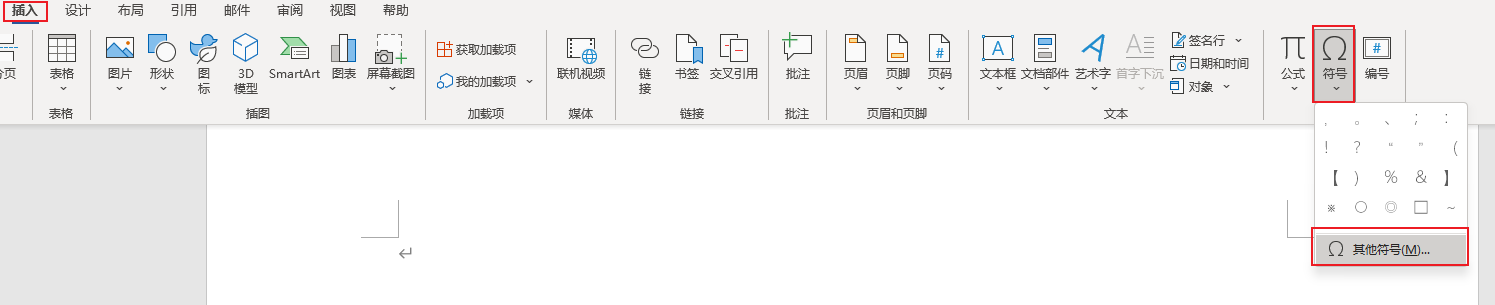 插入 设计 布局 引用 邮件 审阅 视图 帮助
分页 表格 图片 形状 图标 3D 模型 SmartArt 图表 屏幕截图 获取加载项 我的加载项 联机视频 链接 书签 交叉引用 批注 页眉 页脚 页码 文本框 文档部件 艺术字 首字下沉 签名行 日期和时间 对象 公式 符号 编号
表格 插图 加载项 媒体 链接 批注 页眉和页脚 文本
, 。 、 ; :
! ? “ ” (
【 ) % & 】
※ ○ ◎ □ ~
其他符号(M)...